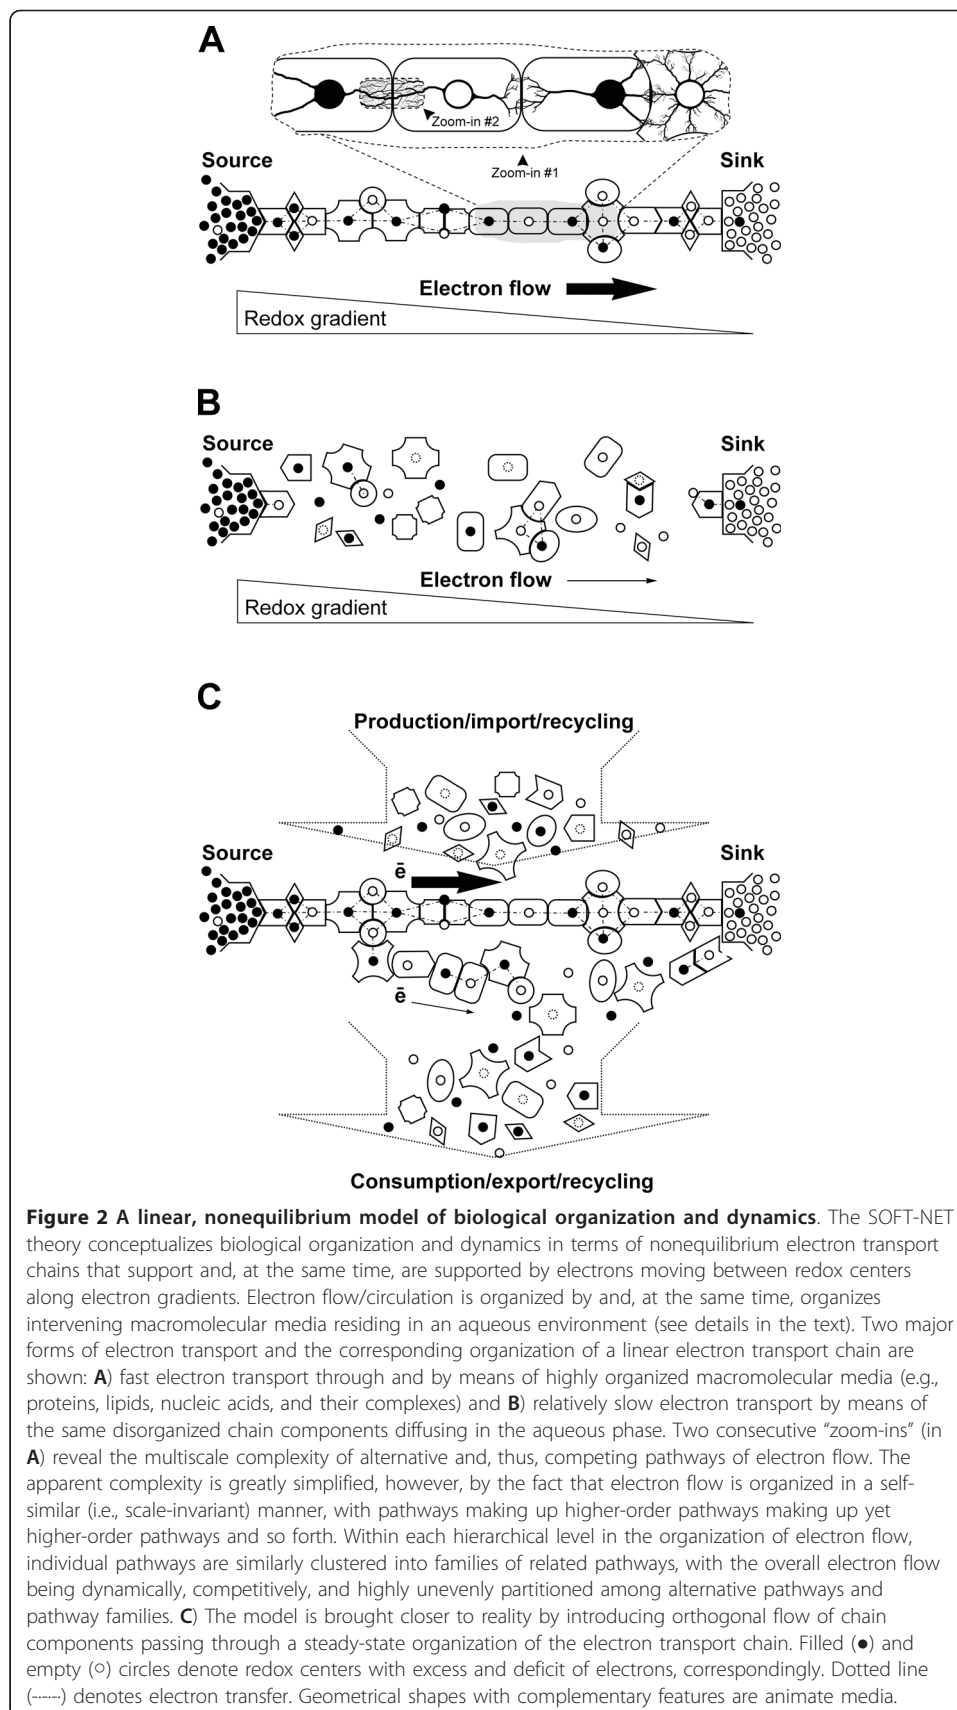 A
Zoom-in #2
Zoom-in #1
Source
Sink
Electron flow
Redox gradient
B
Source
Sink
Electron flow
Redox gradient
C
Production/import/recycling
Source
Sink
ē
ē
Consumption/export/recycling
Figure 2 A linear, nonequilibrium model of biological organization and dynamics. The SOFT-NET
theory conceptualizes biological organization and dynamics in terms of nonequilibrium electron transport
chains that support and, at the same time, are supported by electrons moving between redox centers
along electron gradients. Electron flow/circulation is organized by and, at the same time, organizes
intervening macromolecular media residing in an aqueous environment (see details in the text). Two major
forms of electron transport and the corresponding organization of a linear electron transport chain are
shown: A) fast electron transport through and by means of highly organized macromolecular media (e.g.,
proteins, lipids, nucleic acids, and their complexes) and B) relatively slow electron transport by means of
the same disorganized chain components diffusing in the aqueous phase. Two consecutive “zoom-ins” (in
A) reveal the multiscale complexity of alternative and, thus, competing pathways of electron flow. The
apparent complexity is greatly simplified, however, by the fact that electron flow is organized in a self-
similar (i.e., scale-invariant) manner, with pathways making up higher-order pathways making up yet
higher-order pathways and so forth. Within each hierarchical level in the organization of electron flow,
individual pathways are similarly clustered into families of related pathways, with the overall electron flow
being dynamically, competitively, and highly unevenly partitioned among alternative pathways and
pathway families. C) The model is brought closer to reality by introducing orthogonal flow of chain
components passing through a steady-state organization of the electron transport chain. Filled (●) and
empty (○) circles denote redox centers with excess and deficit of electrons, correspondingly. Dotted line
(-----) denotes electron transfer. Geometrical shapes with complementary features are animate media.